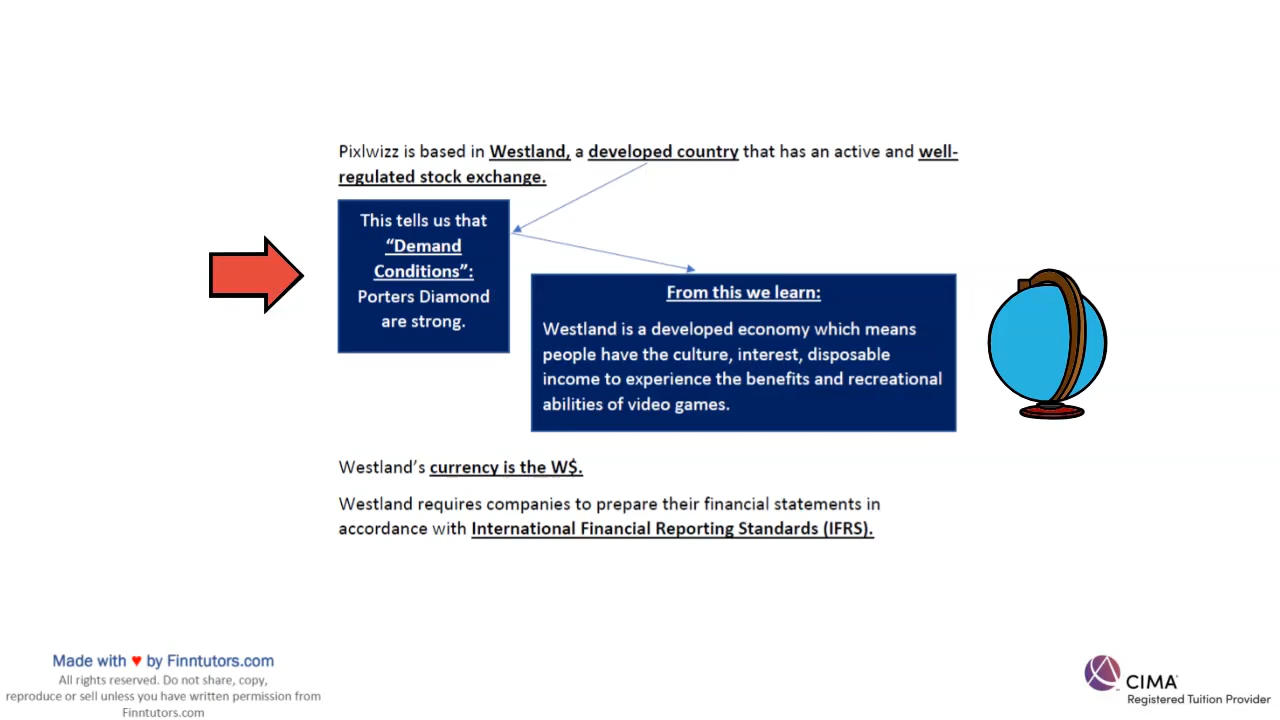 Pixlwizz is based in Westland, a developed country that has an active and well-
regulated stock exchange.
This tells us that
“Demand
Conditions”:
Porters Diamond
are strong.
From this we learn:
Westland is a developed economy which means
people have the culture, interest, disposable
income to experience the benefits and recreational
abilities of video games.
Westland’s currency is the W$.
Westland requires companies to prepare their financial statements in
accordance with International Financial Reporting Standards (IFRS).
Made with ♥ by Finntutors.com
All rights reserved. Do not share, copy,
reproduce or sell unless you have written permission from
Finntutors.com
CIMA
Registered Tuition Provider